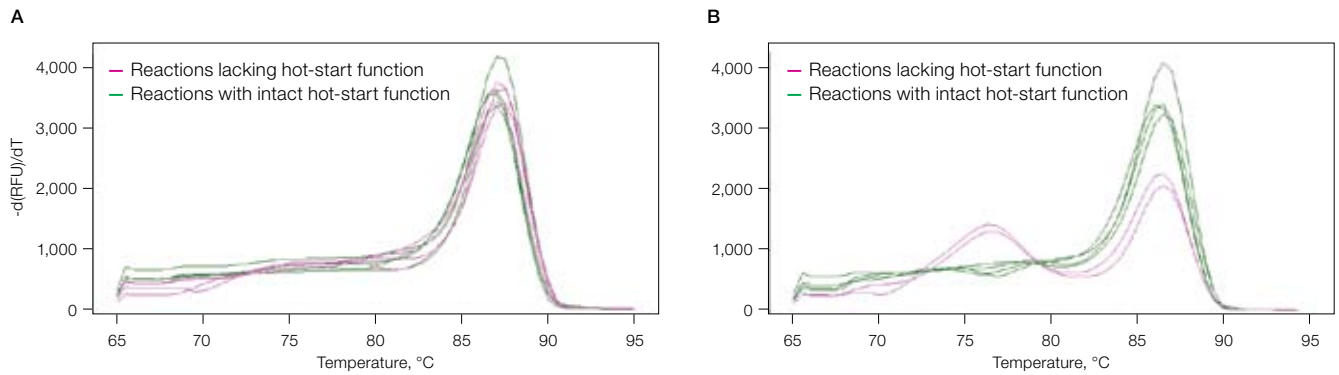 A
B
-d(RFU)/dT
4,000
3,000
2,000
1,000
0
Reactions lacking hot-start function
Reactions with intact hot-start function
65 70 75 80 85 90 95
Temperature, °C
4,000
3,000
2,000
1,000
0
Reactions lacking hot-start function
Reactions with intact hot-start function
65 70 75 80 85 90 95
Temperature, °C